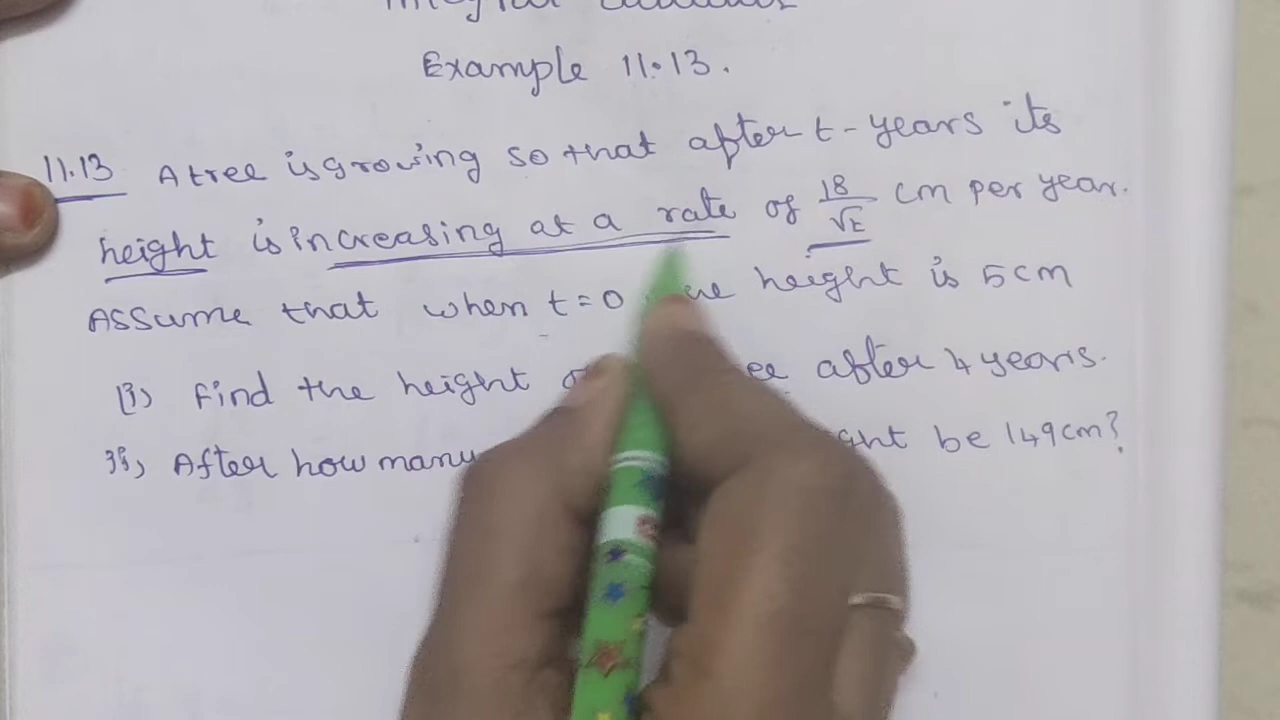 Integral Calculus
Example 11.13.
11.13 A tree is growing so that after t-years its
height is increasing at a rate of 18/√t cm per year.
Assume that when t=0 height is 5cm
(i) Find the height after 4 years.
ii) After how many be 149cm?